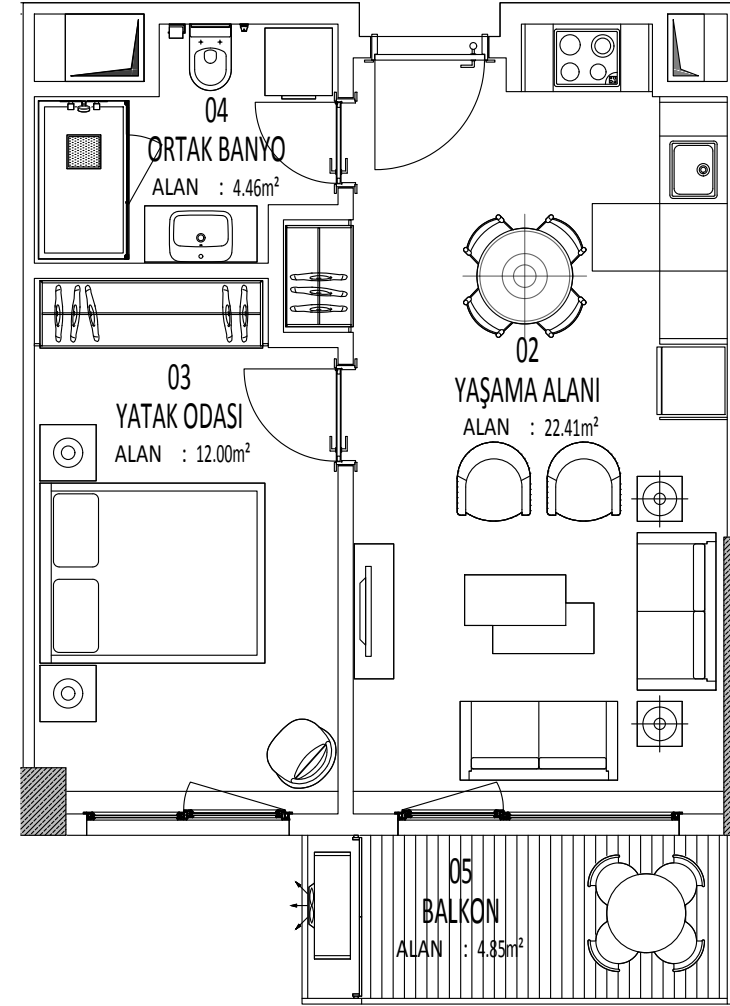 04
ORTAK BANYO
ALAN : 4.46m²
02
YAŞAMA ALANI
ALAN : 22.41m²
03
YATAK ODASI
ALAN : 12.00m²
05
BALKON
ALAN : 4.85m²